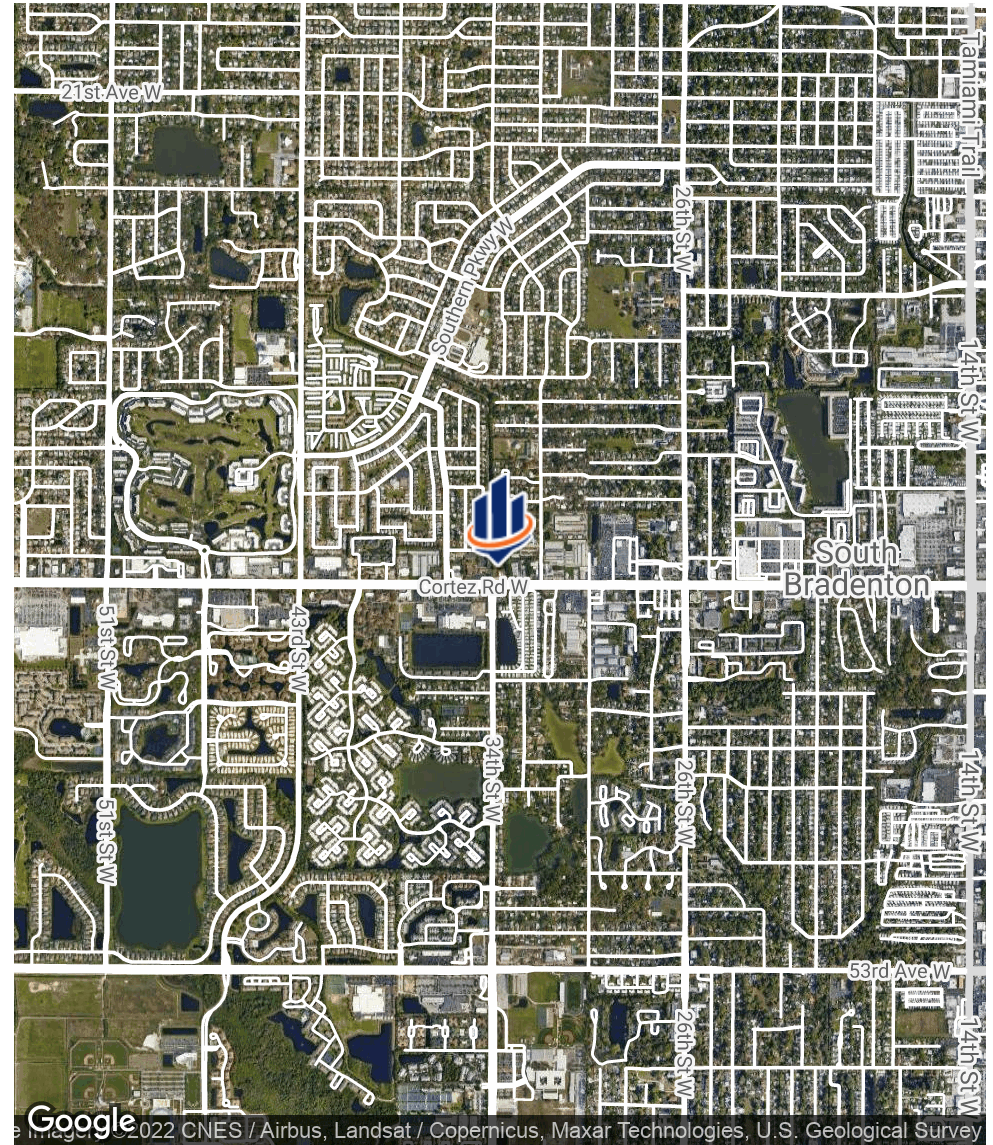 Tamiami Trail
21st Ave W
26th St W
Southern Pkwy W
14th St W
South
Bradenton
Cortez Rd W
51st St W
43rd St W
34th St W
26th St W
14th St W
51st St W
53rd Ave W
26th St W
14th St W
Google
©2022 CNES / Airbus, Landsat / Copernicus, Maxar Technologies, U.S. Geological Survey